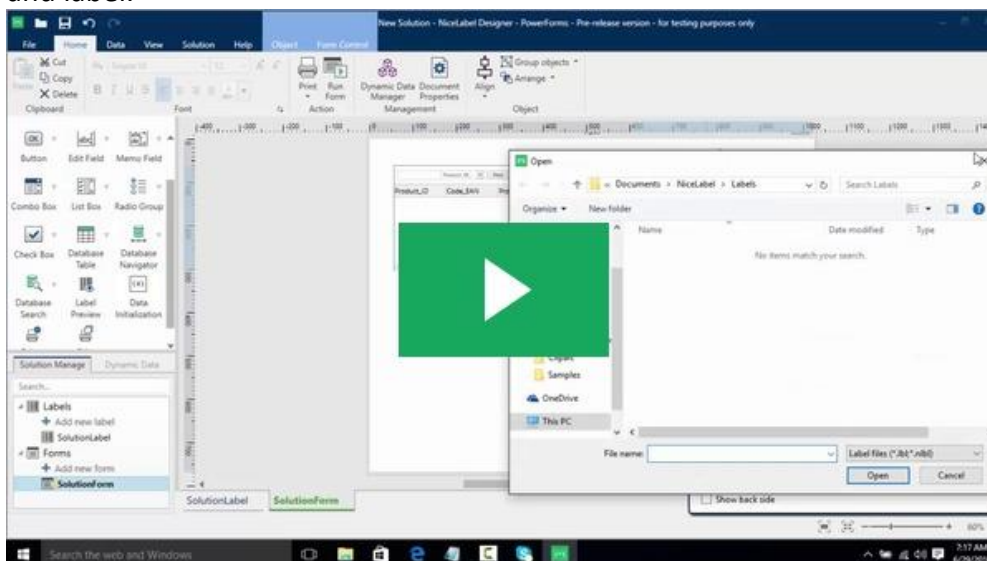 New Solution - NiceLabel Designer - PowerForms - Pre-release version - for testing purposes only
File Home Data View Solution Help Object Form Control
Cut
Copy
Delete
Clipboard
Font
Print
Run Form
Action
Dynamic Data Manager
Document Properties
Management
Align
Group objects
Arrange
Object
OK
Button Edit Field Memo Field
Combo Box List Box Radio Group
Check Box Database Table Database Navigator
Database Search Label Preview Data Initialization
Solution Manage Dynamic Data
Search...
Labels
Add new label
SolutionLabel
Forms
Add new form
SolutionForm
Product_ID Code_EAN
Open
Documents > NiceLabel > Labels
Search Labels
Organize New folder
Name Date modified Type
No items match your search.
Samples
OneDrive
This PC
File name:
Label files (*.lbl;*.nlbl)
Open Cancel
Show back side
SolutionLabel SolutionForm
60%
Search the web and Windows
7:17 AM